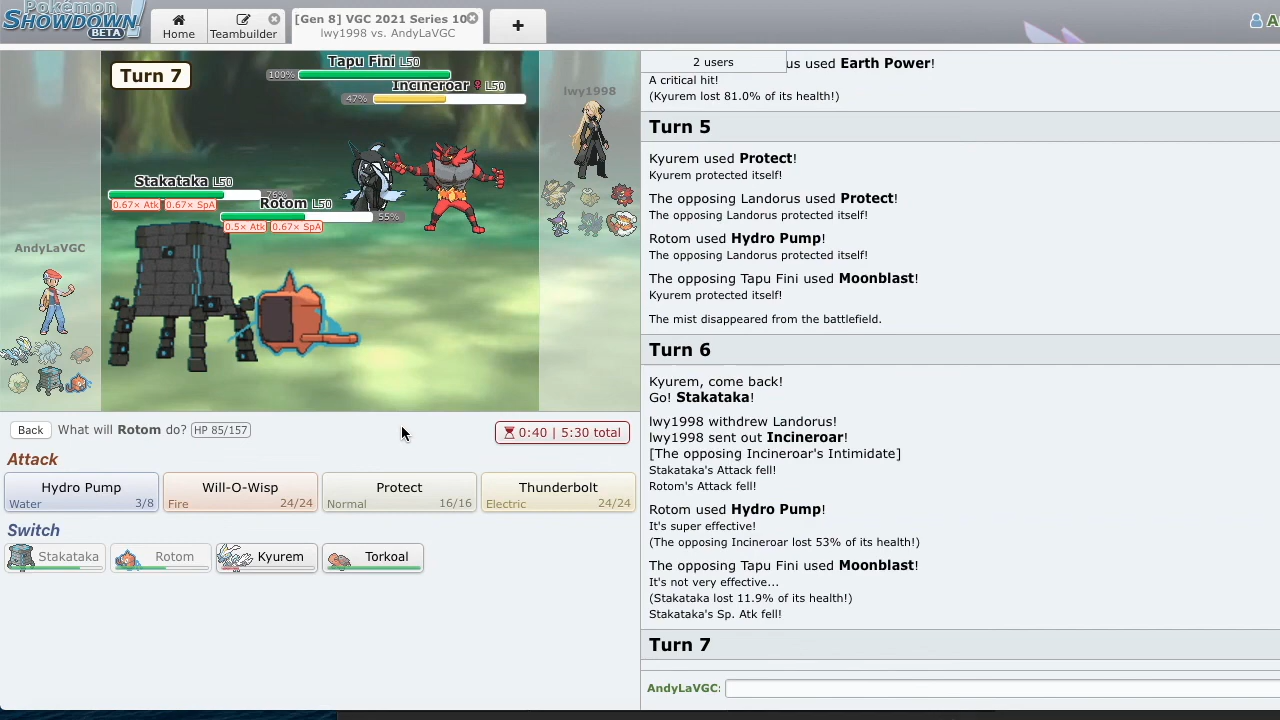 Pokémon
SHOWDOWN
BETA
Home
Teambuilder
[Gen 8] VGC 2021 Series 10
lwy1998 vs. AndyLaVGC
+
A
Turn 7
Tapu Fini L50
100%
Incineroar ♀ L50
47%
Stakataka L50
76%
0.67× Atk 0.67× SpA
Rotom L50
55%
0.5× Atk 0.67× SpA
lwy1998
AndyLaVGC
Back
What will Rotom do? HP 85/157
0:40 | 5:30 total
Attack
Hydro Pump
Water 3/8
Will-O-Wisp
Fire 24/24
Protect
Normal 16/16
Thunderbolt
Electric 24/24
Switch
Stakataka
Rotom
Kyurem
Torkoal
2 users
us used Earth Power!
A critical hit!
(Kyurem lost 81.0% of its health!)
Turn 5
Kyurem used Protect!
Kyurem protected itself!
The opposing Landorus used Protect!
The opposing Landorus protected itself!
Rotom used Hydro Pump!
The opposing Landorus protected itself!
The opposing Tapu Fini used Moonblast!
Kyurem protected itself!
The mist disappeared from the battlefield.
Turn 6
Kyurem, come back!
Go! Stakataka!
lwy1998 withdrew Landorus!
lwy1998 sent out Incineroar!
[The opposing Incineroar's Intimidate]
Stakataka's Attack fell!
Rotom's Attack fell!
Rotom used Hydro Pump!
It's super effective!
(The opposing Incineroar lost 53% of its health!)
The opposing Tapu Fini used Moonblast!
It's not very effective...
(Stakataka lost 11.9% of its health!)
Stakataka's Sp. Atk fell!
Turn 7
AndyLaVGC: